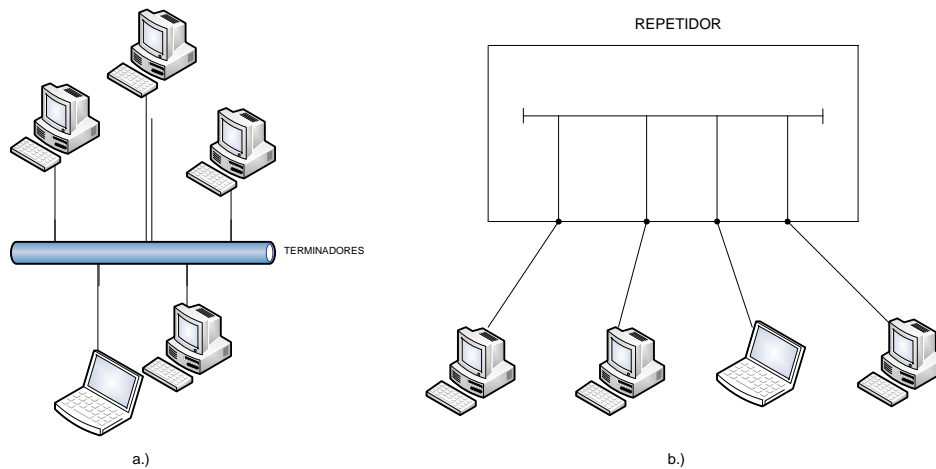 REPETIDOR
TERMINADORES
a.)
b.)